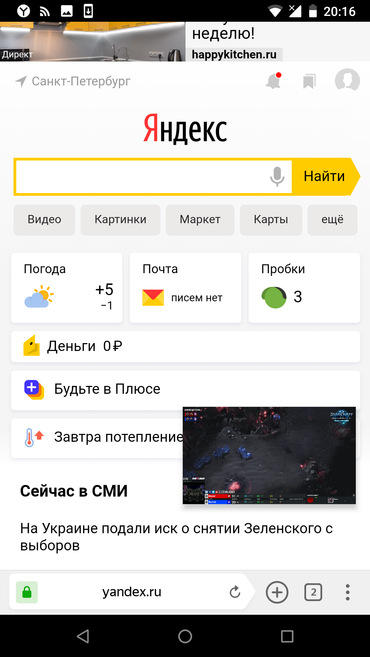 20:16
неделю!
Директ
happykitchen.ru
Санкт-Петербург
Яндекс
Найти
Видео
Картинки
Маркет
Карты
ещё
Погода
+5
−1
Почта
писем нет
Пробки
3
Деньги 0 ₽
Будьте в Плюсе
Завтра потепление
Сейчас в СМИ
На Украине подали иск о снятии Зеленского с
выборов
yandex.ru
2